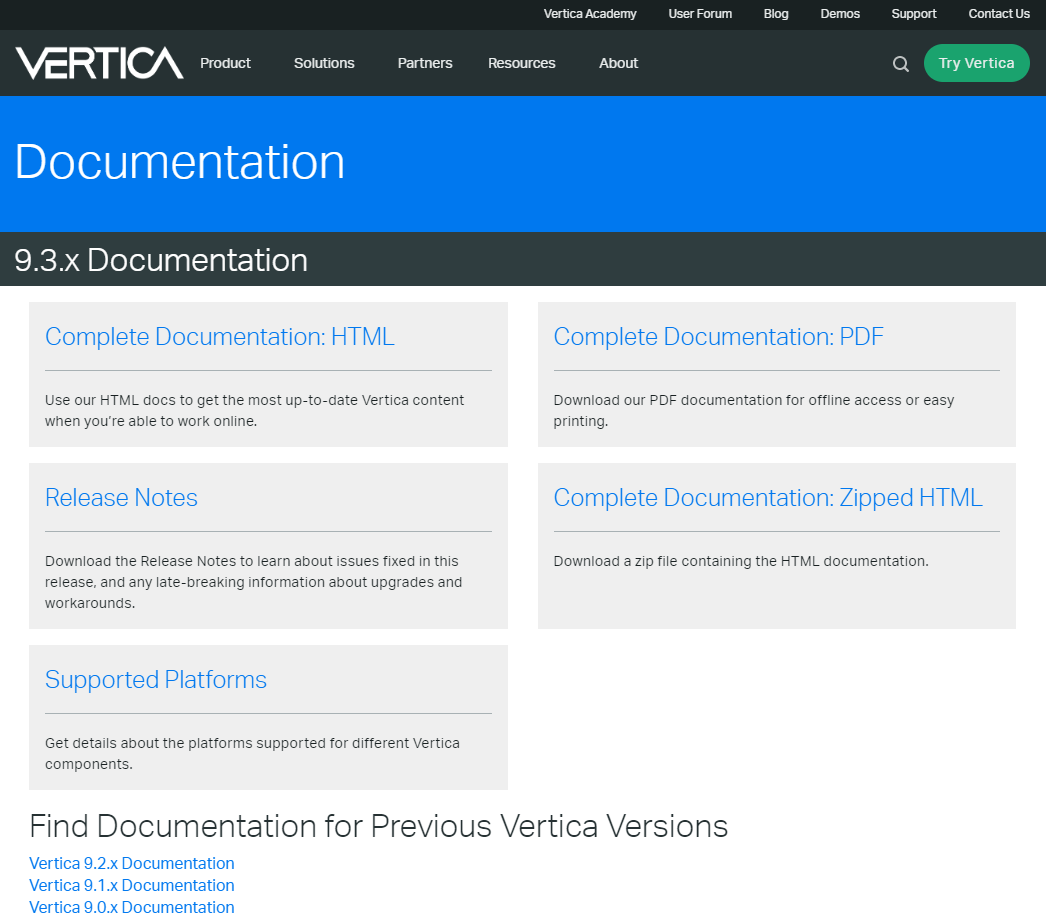 Vertica Academy User Forum Blog Demos Support Contact Us
VERTICA Product Solutions Partners Resources About Try Vertica
Documentation
9.3.x Documentation
Complete Documentation: HTML
Use our HTML docs to get the most up-to-date Vertica content
when you're able to work online.
Complete Documentation: PDF
Download our PDF documentation for offline access or easy
printing.
Release Notes
Download the Release Notes to learn about issues fixed in this
release, and any late-breaking information about upgrades and
workarounds.
Complete Documentation: Zipped HTML
Download a zip file containing the HTML documentation.
Supported Platforms
Get details about the platforms supported for different Vertica
components.
Find Documentation for Previous Vertica Versions
Vertica 9.2.x Documentation
Vertica 9.1.x Documentation
Vertica 9.0.x Documentation